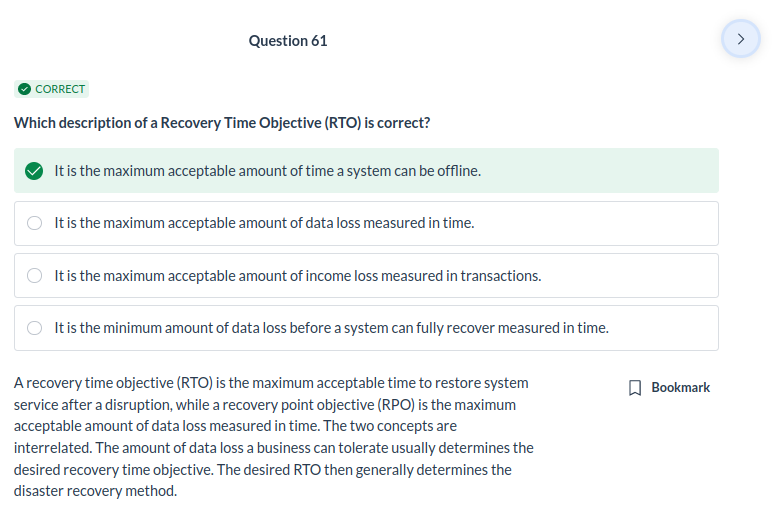 Question 61
CORRECT
Which description of a Recovery Time Objective (RTO) is correct?
It is the maximum acceptable amount of time a system can be offline.
It is the maximum acceptable amount of data loss measured in time.
It is the maximum acceptable amount of income loss measured in transactions.
It is the minimum amount of data loss before a system can fully recover measured in time.
A recovery time objective (RTO) is the maximum acceptable time to restore system
service after a disruption, while a recovery point objective (RPO) is the maximum
acceptable amount of data loss measured in time. The two concepts are
interrelated. The amount of data loss a business can tolerate usually determines the
desired recovery time objective. The desired RTO then generally determines the
disaster recovery method.
Bookmark